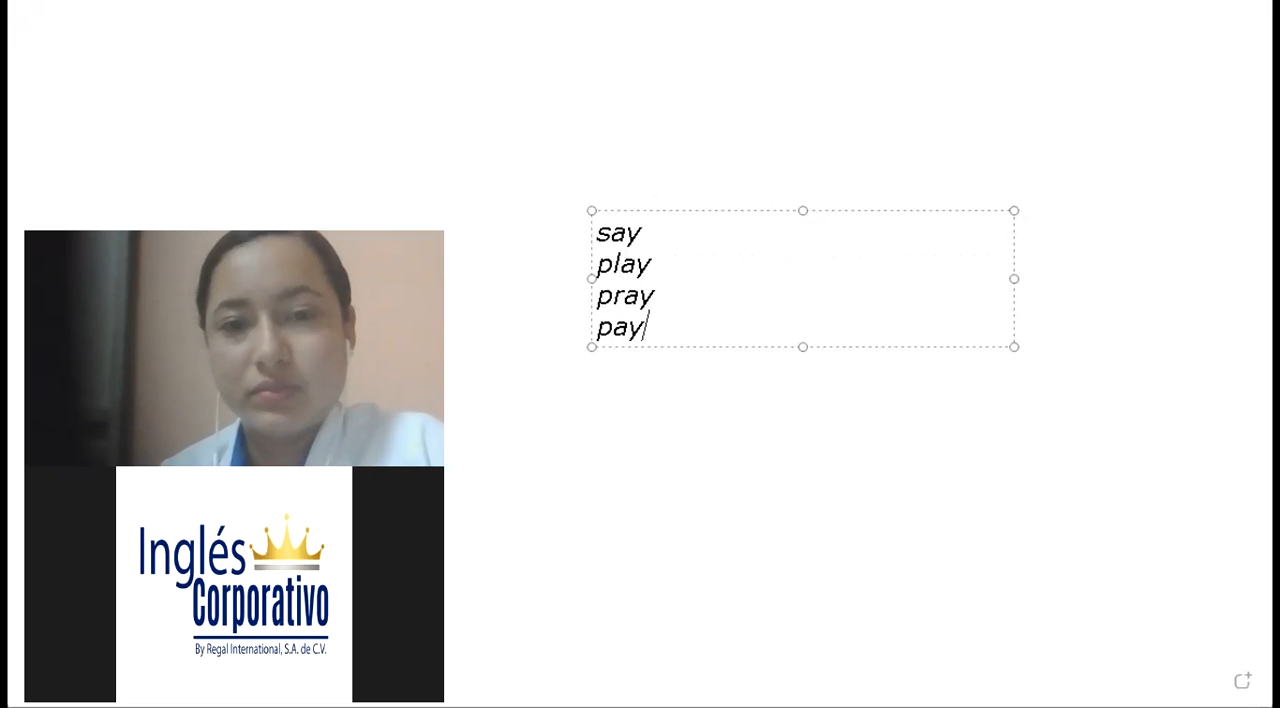 say
play
pray
pay
Inglés
Corporativo
By Regal International, S.A. de C.V.